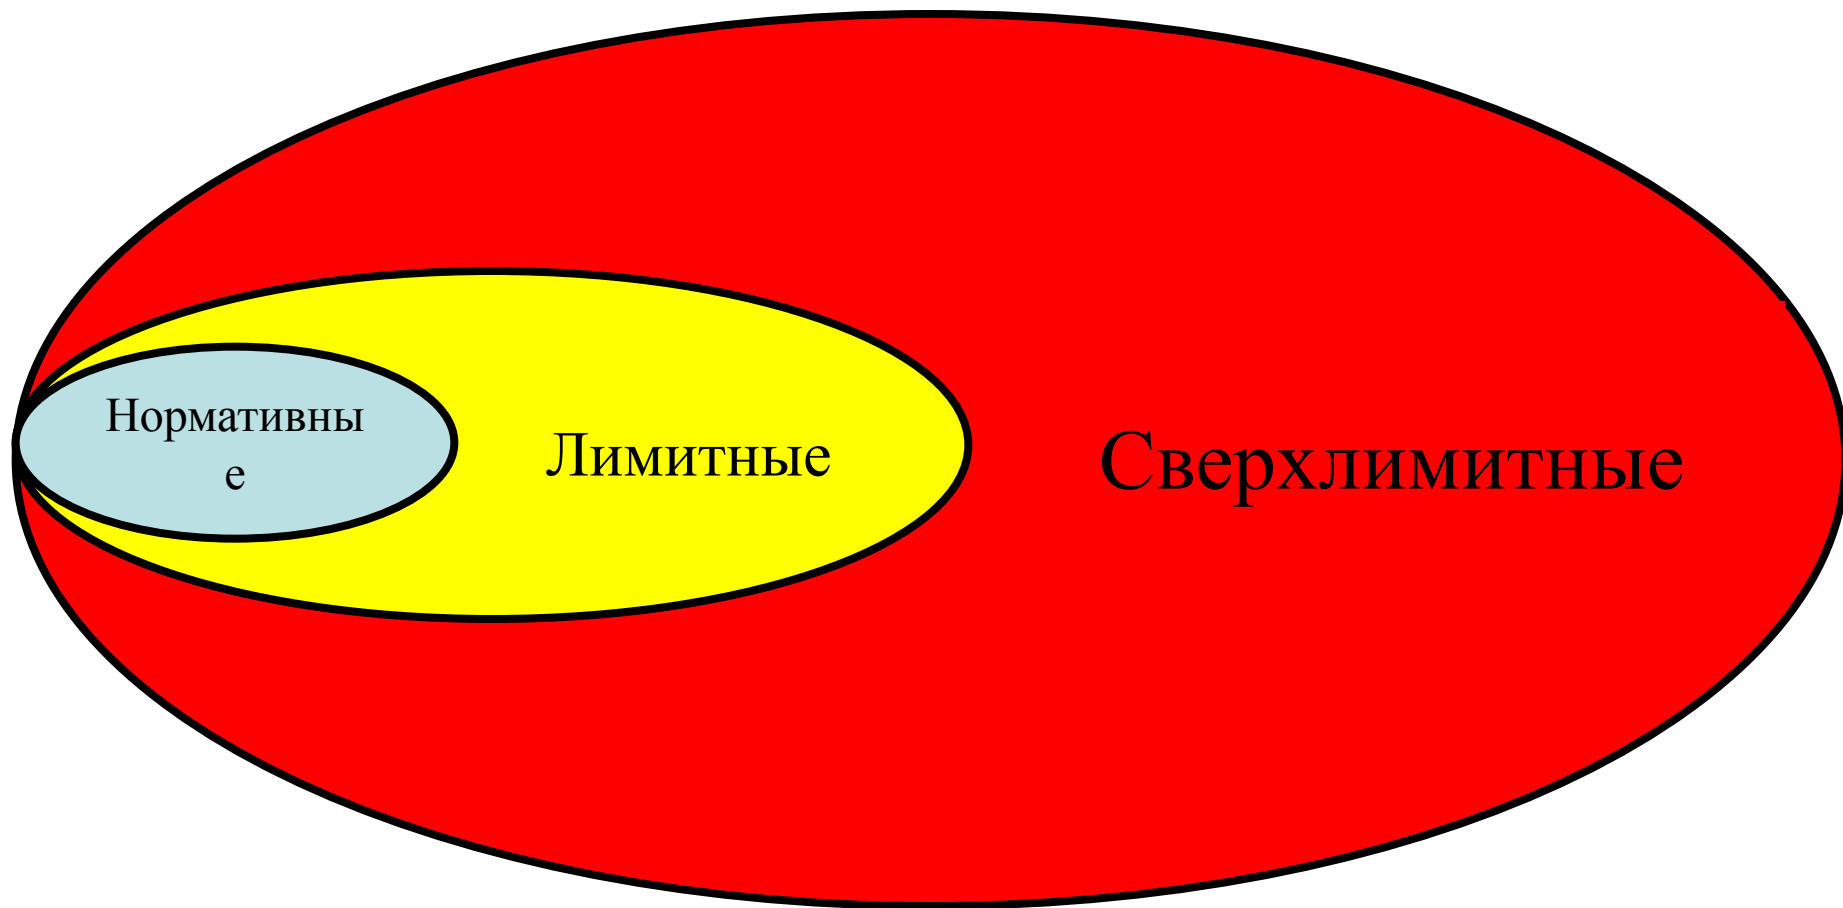 Нормативны
е
Лимитные
Сверхлимитные